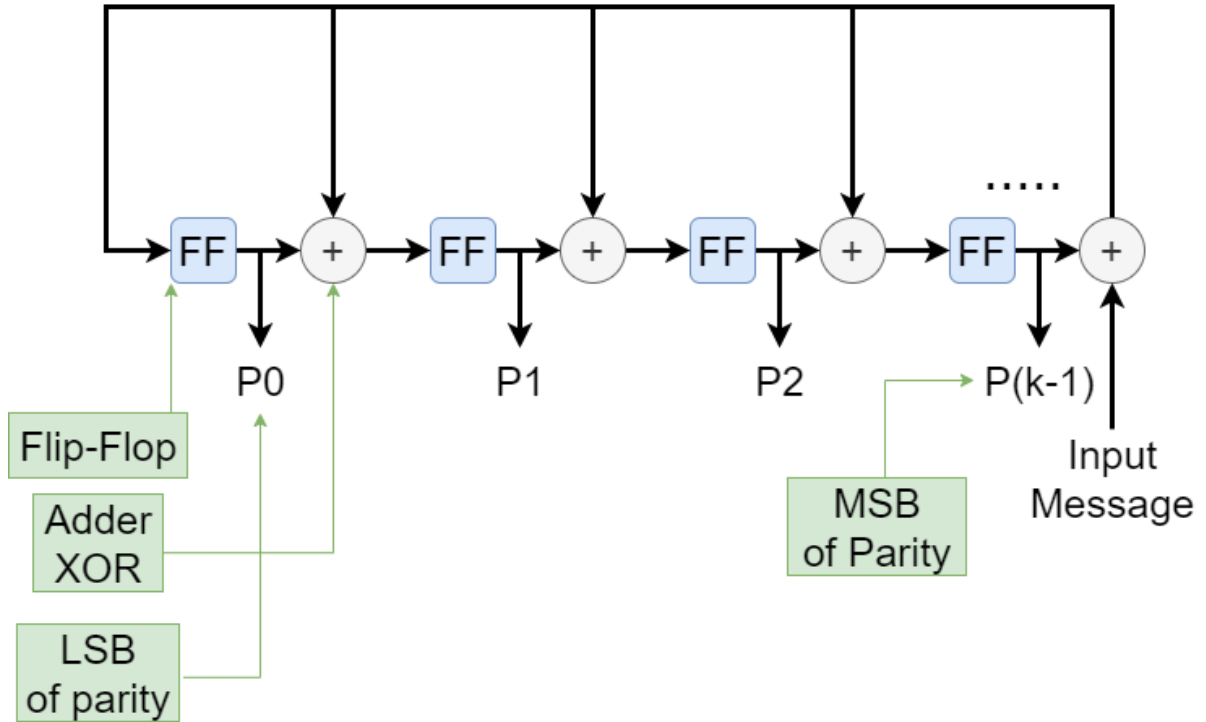 .....
FF
+
FF
+
FF
+
FF
+
P0
P1
P2
P(k-1)
Flip-Flop
Input
Message
Adder
XOR
MSB
of Parity
LSB
of parity